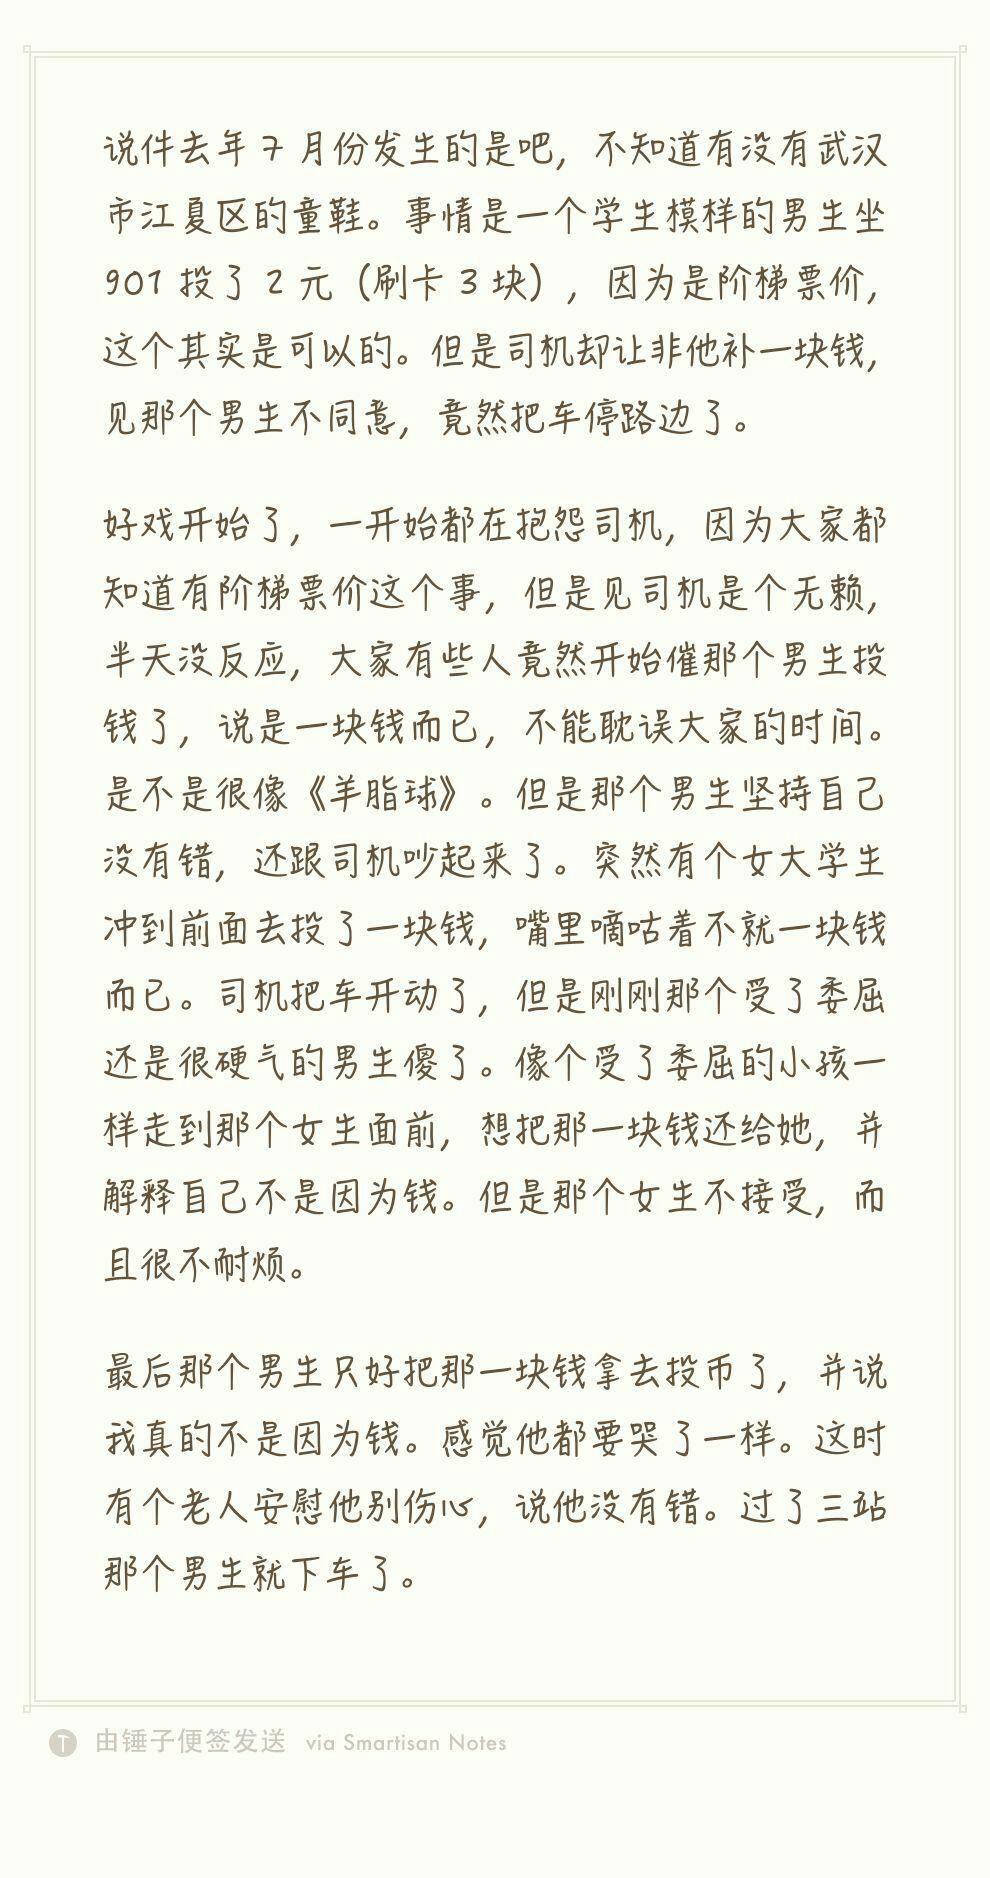 说件去年7月份发生的是吧，不知道有没有武汉
市江夏区的童鞋。事情是一个学生模样的男生坐
901投了2元（刷卡3块），因为是阶梯票价，
这个其实是可以的。但是司机却让非他补一块钱，
见那个男生不同意，竟然把车停路边了。
好戏开始了，一开始都在抱怨司机，因为大家都
知道有阶梯票价这个事，但是见司机是个无赖，
半天没反应，大家有些人竟然开始催那个男生投
钱了，说是一块钱而已，不能耽误大家的时间。
是不是很像《羊脂球》。但是那个男生坚持自己
没有错，还跟司机吵起来了。突然有个女大学生
冲到前面去投了一块钱，嘴里嘀咕着不就一块钱
而已。司机把车开动了，但是刚刚那个受了委屈
还是很硬气的男生傻了。像个受了委屈的小孩一
样走到那个女生面前，想把那一块钱还给她，并
解释自己不是因为钱。但是那个女生不接受，而
且很不耐烦。
最后那个男生只好把那一块钱拿去投币了，并说
我真的不是因为钱。感觉他都要哭了一样。这时
有个老人安慰他别伤心，说他没有错。过了三站
那个男生就下车了。
由锤子便签发送 via Smartisan Notes